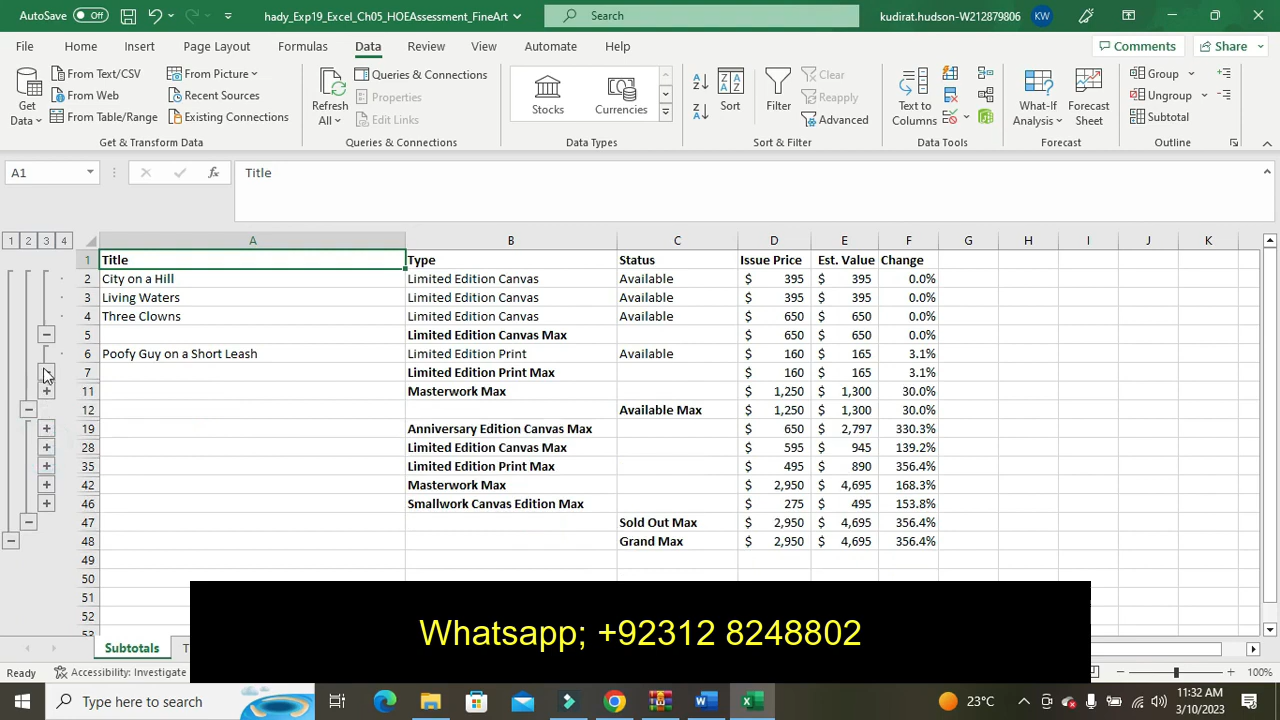 AutoSave Off hady_Exp19_Excel_Ch05_HOEAssessment_FineArt Search kudirat.hudson-W212879806 KW
File Home Insert Page Layout Formulas Data Review View Automate Help Comments Share
Get Data From Text/CSV From Picture Refresh All Queries & Connections Stocks Currencies Sort Filter Clear Text to Columns What-If Analysis Forecast Sheet Group
From Web Recent Sources Properties Reapply Ungroup
From Table/Range Existing Connections Edit Links Advanced Subtotal
Get & Transform Data Queries & Connections Data Types Sort & Filter Data Tools Forecast Outline
A1 fx Title
1 2 3 4 A B C D E F G H I J K
1 Title Type Status Issue Price Est. Value Change
2 City on a Hill Limited Edition Canvas Available $ 395 $ 395 0.0%
3 Living Waters Limited Edition Canvas Available $ 395 $ 395 0.0%
4 Three Clowns Limited Edition Canvas Available $ 650 $ 650 0.0%
5 Limited Edition Canvas Max $ 650 $ 650 0.0%
6 Poofy Guy on a Short Leash Limited Edition Print Available $ 160 $ 165 3.1%
7 Limited Edition Print Max $ 160 $ 165 3.1%
11 Masterwork Max $ 1,250 $ 1,300 30.0%
12 Available Max $ 1,250 $ 1,300 30.0%
19 Anniversary Edition Canvas Max $ 650 $ 2,797 330.3%
28 Limited Edition Canvas Max $ 595 $ 945 139.2%
35 Limited Edition Print Max $ 495 $ 890 356.4%
42 Masterwork Max $ 2,950 $ 4,695 168.3%
46 Smallwork Canvas Edition Max $ 275 $ 495 153.8%
47 Sold Out Max $ 2,950 $ 4,695 356.4%
48 Grand Max $ 2,950 $ 4,695 356.4%
49
50
51
52
53
Whatsapp; +92312 8248802
Subtotals T
Ready Accessibility: Investigate 100%
Type here to search 23°C 11:32 AM
3/10/2023